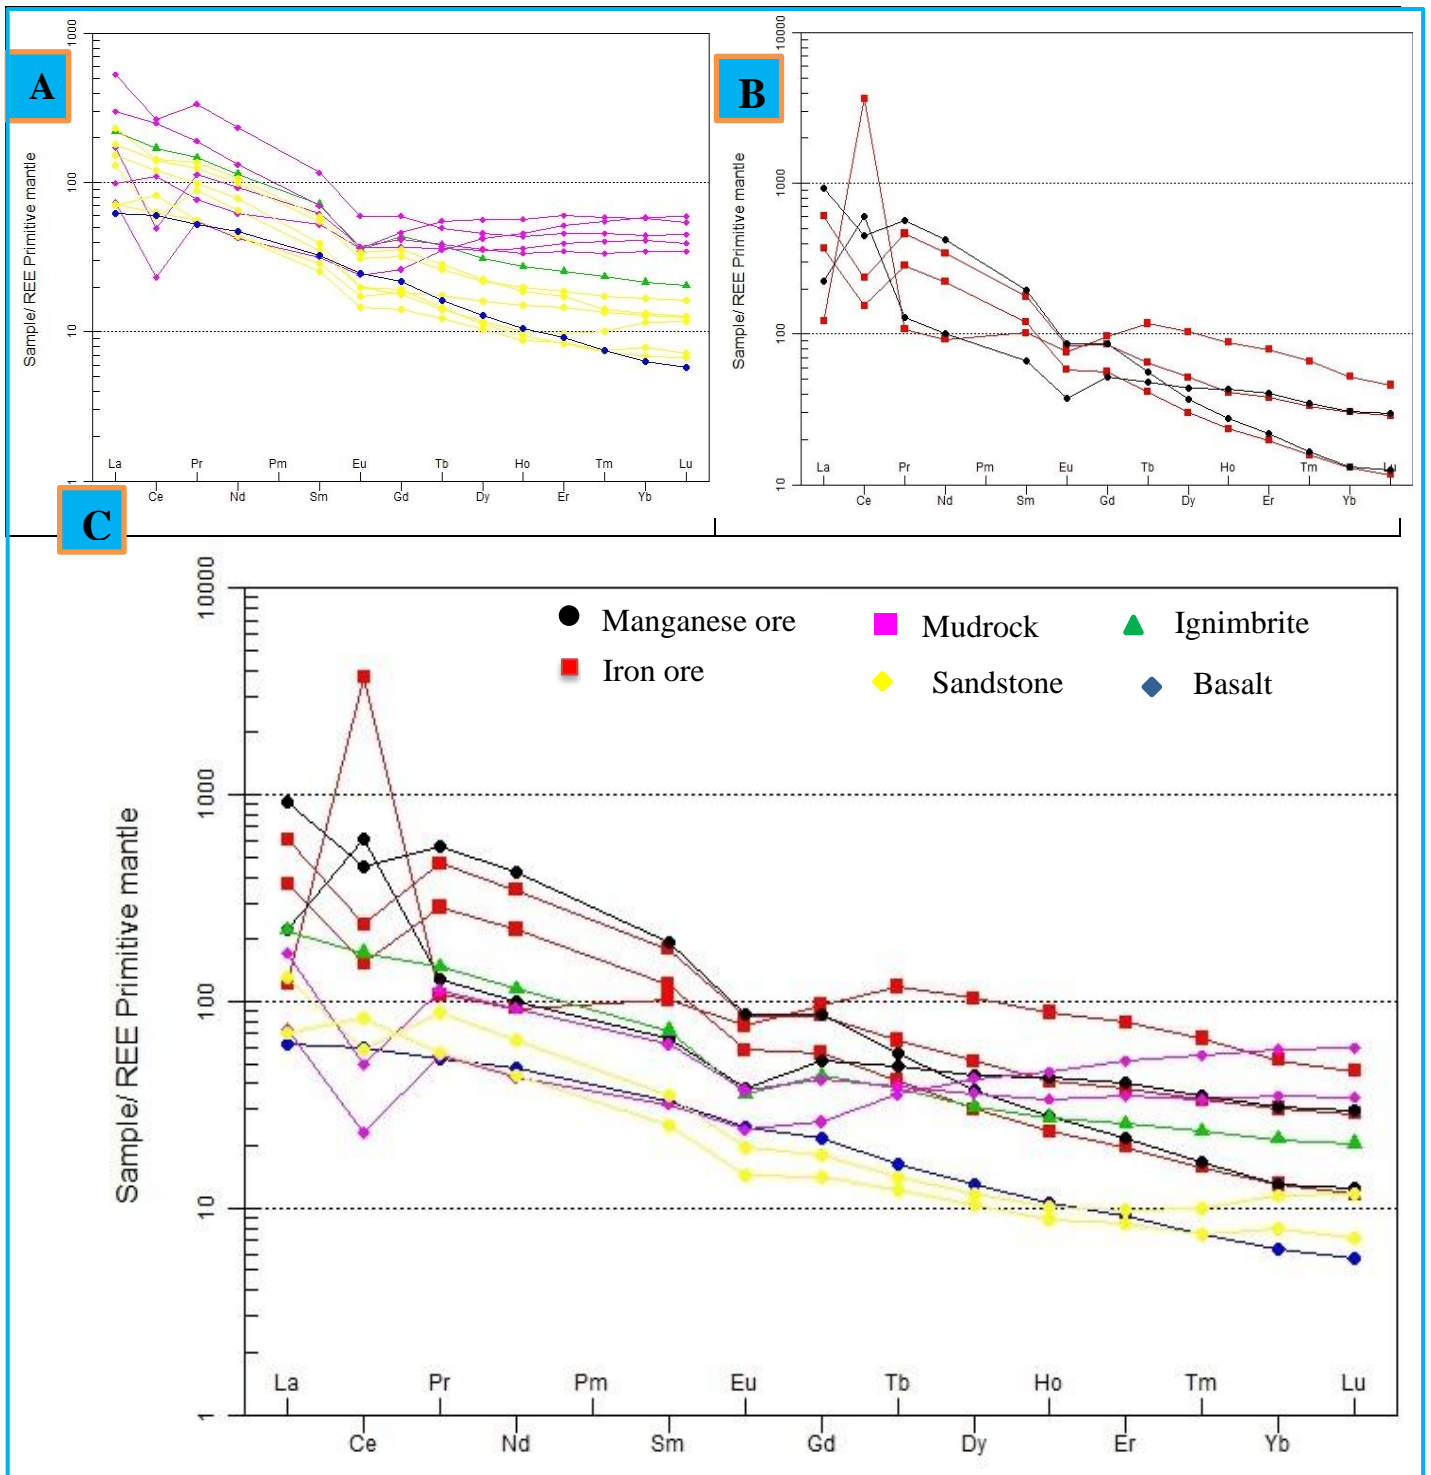 A
1000
100
10
1
Sample/ REE Primitive mantle
La Pr Pm Eu Tb Ho Tm Lu
Ce Nd Sm Gd Dy Er Yb
B
10000
1000
100
10
Sample/ REE Primitive mantle
La Pr Pm Eu Tb Ho Tm Lu
Ce Nd Sm Gd Dy Er Yb
C
10000
1000
100
10
1
Sample/ REE Primitive mantle
Manganese ore Mudrock Ignimbrite
Iron ore Sandstone Basalt
La Pr Pm Eu Tb Ho Tm Lu
Ce Nd Sm Gd Dy Er Yb